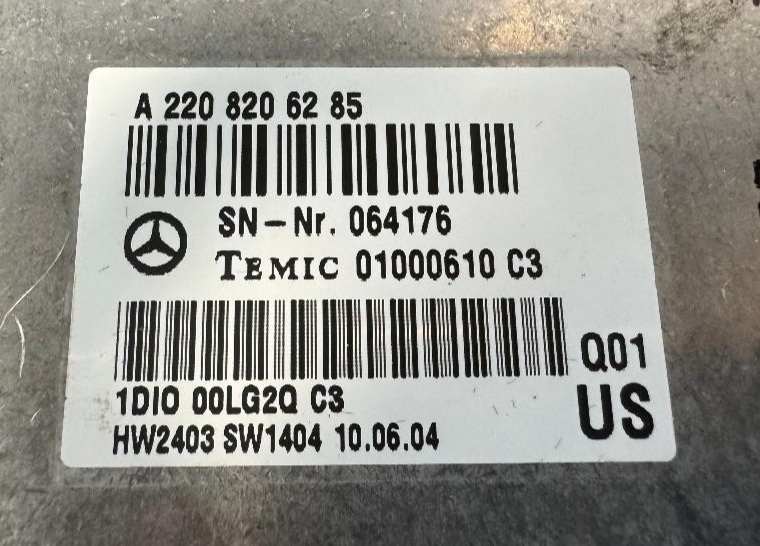 A 220 820 62 85
SN-Nr. 064176
TEMIC 01000610 C3
Q01
1DIO 00LG2Q C3
US
HW2403 SW1404 10.06.04